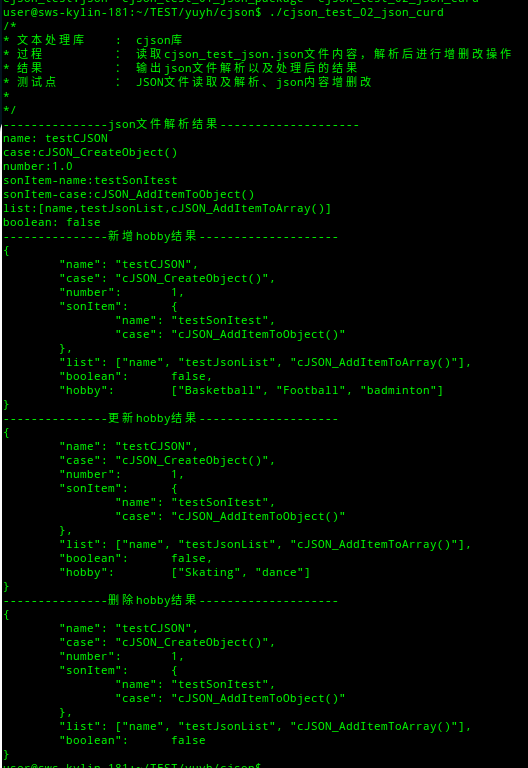 user@sws-kylin-181:~/TEST/yuyh/cjson$ ./cjson_test_02_json_curd
/*
* 文本处理库 : cjson库
* 过程 : 读取cjson_test_json.json文件内容，解析后进行增删改操作
* 结果 : 输出json文件解析以及处理后的结果
* 测试点 : JSON文件读取及解析、json内容增删改
*
*/
---------------json文件解析结果--------------------
name: testCJSON
case:cJSON_CreateObject()
number:1.0
sonItem-name:testSonItest
sonItem-case:cJSON_AddItemToObject()
list:[name,testJsonList,cJSON_AddItemToArray()]
boolean: false
---------------新增hobby结果--------------------
{
"name": "testCJSON",
"case": "cJSON_CreateObject()",
"number": 1,
"sonItem": {
"name": "testSonItest",
"case": "cJSON_AddItemToObject()"
},
"list": ["name", "testJsonList", "cJSON_AddItemToArray()"],
"boolean": false,
"hobby": ["Basketball", "Football", "badminton"]
}
---------------更新hobby结果--------------------
{
"name": "testCJSON",
"case": "cJSON_CreateObject()",
"number": 1,
"sonItem": {
"name": "testSonItest",
"case": "cJSON_AddItemToObject()"
},
"list": ["name", "testJsonList", "cJSON_AddItemToArray()"],
"boolean": false,
"hobby": ["Skating", "dance"]
}
---------------删除hobby结果--------------------
{
"name": "testCJSON",
"case": "cJSON_CreateObject()",
"number": 1,
"sonItem": {
"name": "testSonItest",
"case": "cJSON_AddItemToObject()"
},
"list": ["name", "testJsonList", "cJSON_AddItemToArray()"],
"boolean": false
}
user@sws-kylin-181:~/TEST/yuyh/cjson$